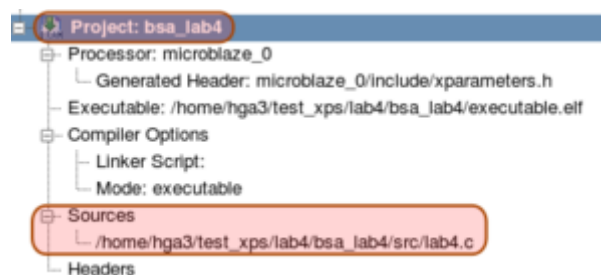 Project: bsa_lab4
Processor: microblaze_0
Generated Header: microblaze_0/include/xparameters.h
Executable: /home/hga3/test_xps/lab4/bsa_lab4/executable.elf
Compiler Options
Linker Script:
Mode: executable
Sources
/home/hga3/test_xps/lab4/bsa_lab4/src/lab4.c
Headers